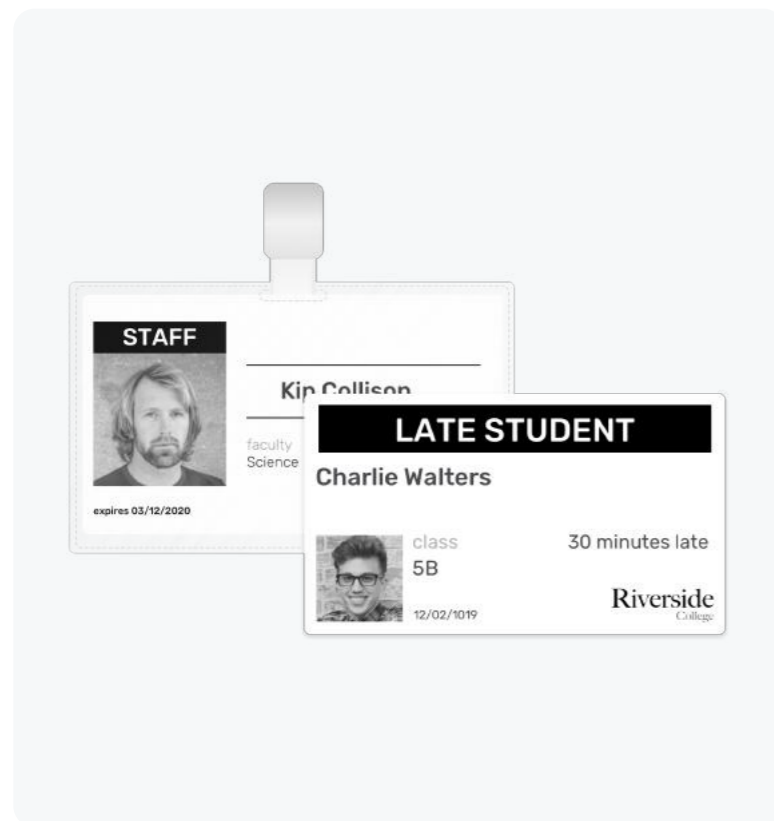 STAFF
Kip Collison
faculty
Science
expires 03/12/2020
LATE STUDENT
Charlie Walters
class
5B
30 minutes late
12/02/1019
Riverside
College